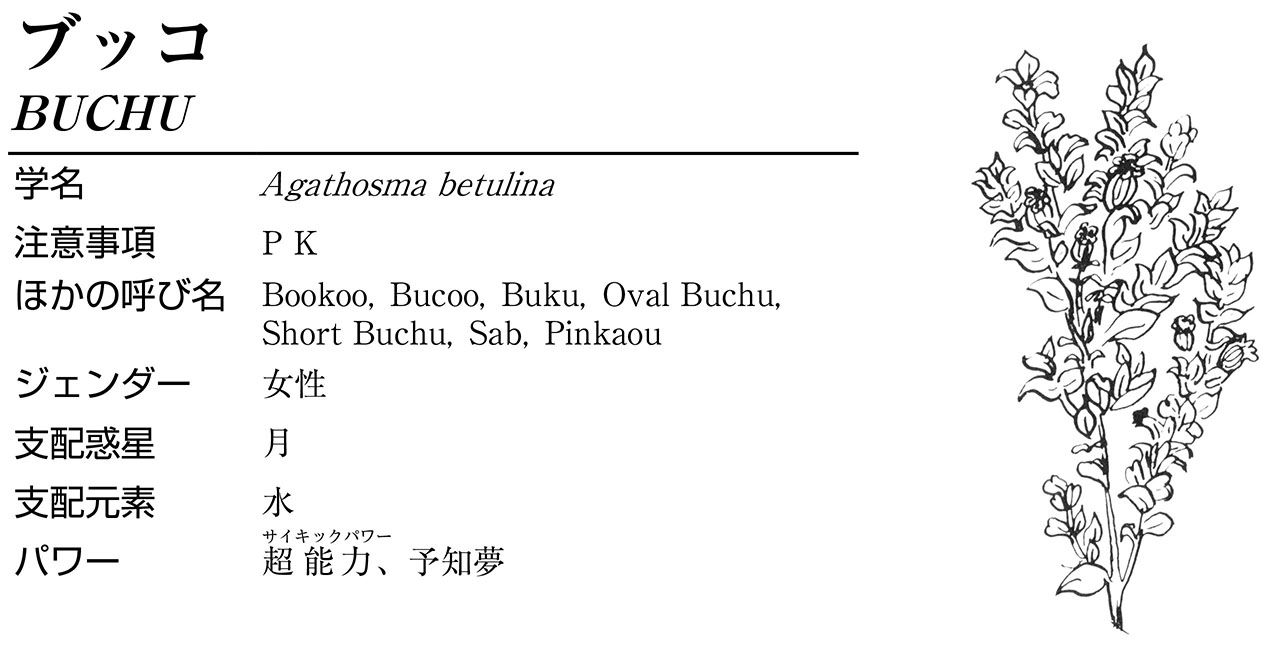 ブッコ
BUCHU
学名 Agathosma betulina
注意事項 P K
ほかの呼び名 Bookoo, Bucoo, Buku, Oval Buchu,
Short Buchu, Sab, Pinkaou
ジェンダー 女性
支配惑星 月
支配元素 水
サイキックパワー
パワー 超能力、予知夢